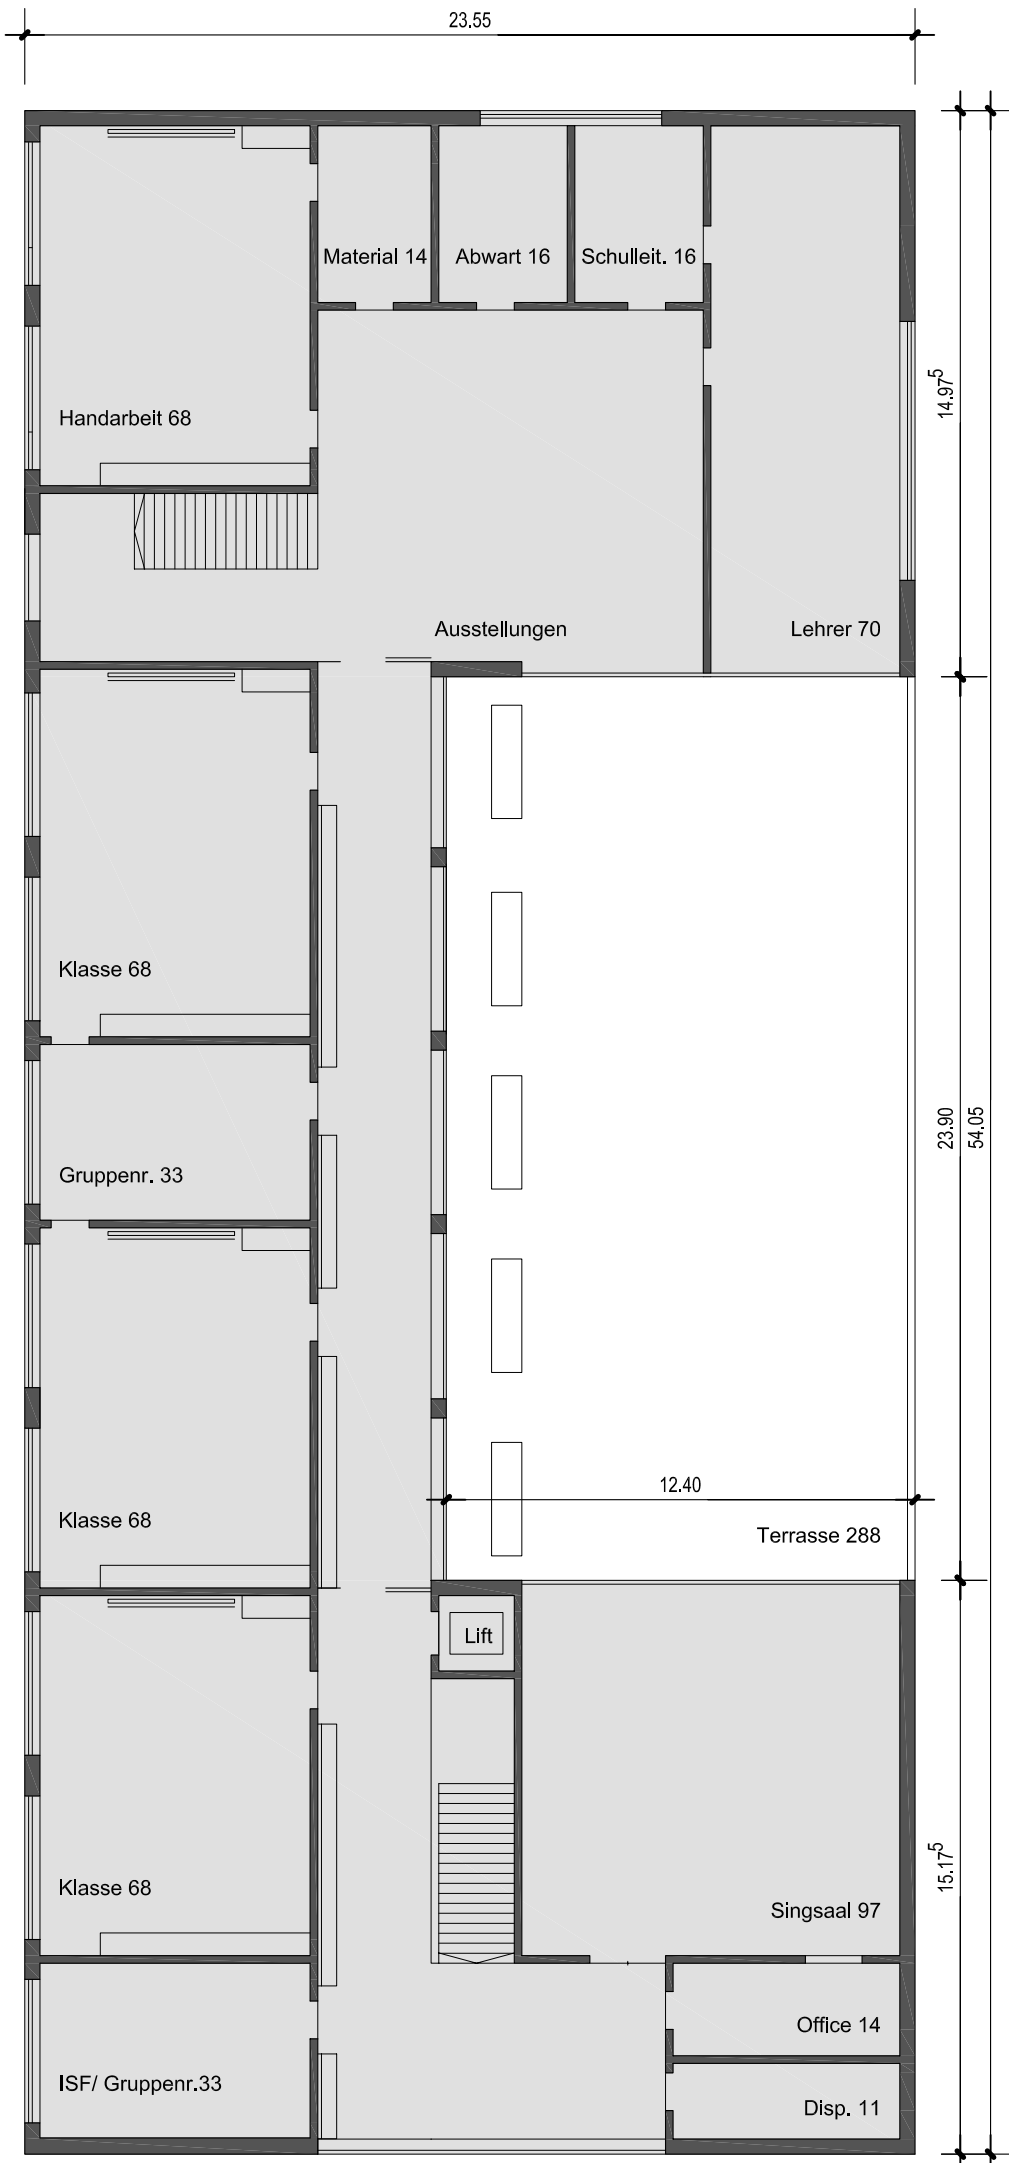 23.55
Material 14
Abwart 16
Schulleit. 16
14.97⁵
Handarbeit 68
Ausstellungen
Lehrer 70
Klasse 68
23.90
54.05
Gruppenr. 33
12.40
Klasse 68
Terrasse 288
Lift
15.17⁵
Klasse 68
Singsaal 97
Office 14
ISF/ Gruppenr.33
Disp. 11